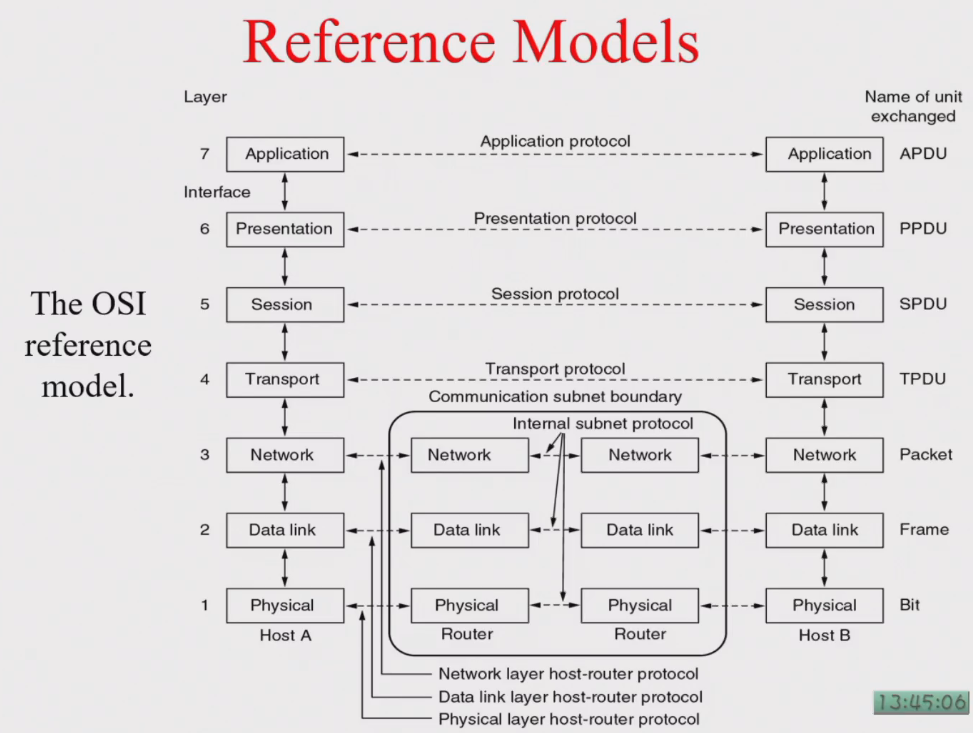 Reference Models
Layer
Name of unit
exchanged
7 Application Application protocol Application APDU
Interface
6 Presentation Presentation protocol Presentation PPDU
5 Session Session protocol Session SPDU
The OSI
reference
model.
4 Transport Transport protocol Transport TPDU
Communication subnet boundary
Internal subnet protocol
3 Network Network Network Network Packet
2 Data link Data link Data link Data link Frame
1 Physical Physical Physical Physical Bit
Host A Router Router Host B
Network layer host-router protocol
Data link layer host-router protocol
Physical layer host-router protocol
13:45:06